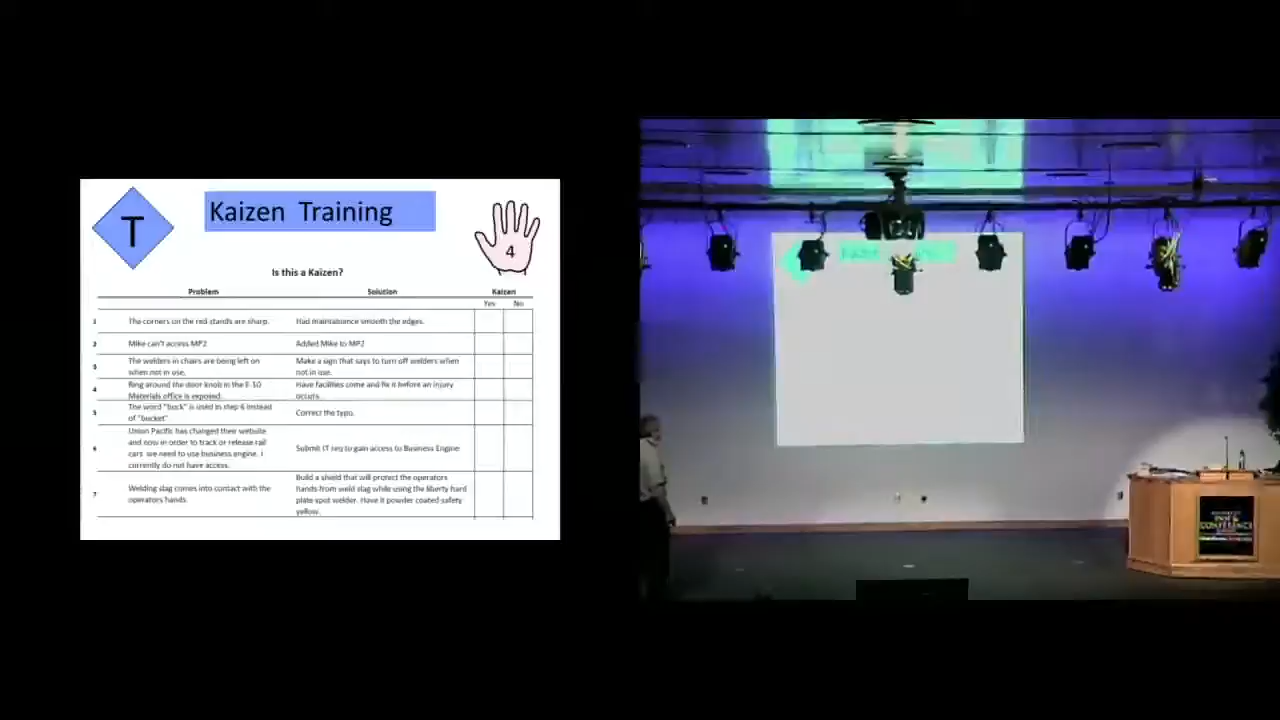 T
Kaizen Training
4
Is this a Kaizen?
Problem Solution Kaizen
Yes No
1 The corners on the red stands are sharp. Had maintainence smooth the edges.
2 Mike can't access MP2 Added Mike to MP2
3 The welders in chairs are being left on
when not in use. Make a sign that says to turn off welders when
not in use.
4 Ring around the door knob in the E-10
Materials office is exposed. Have facilities come and fix it before an injury
occurs.
5 The word "buck" is used in step 6 instead
of "bucket" Correct the typo.
6 Union Pacific has changed their website
and now in order to track or release rail
cars we need to use business engine. I
currently do not have access. Submit IT req to gain access to Business Engine
7 Welding slag comes into contact with the
operators hands. Build a shield that will protect the operators
hands from weld slag while using the liberty hard
plate spot welder. Have it powder coated safety
yellow.
CONFERENCE